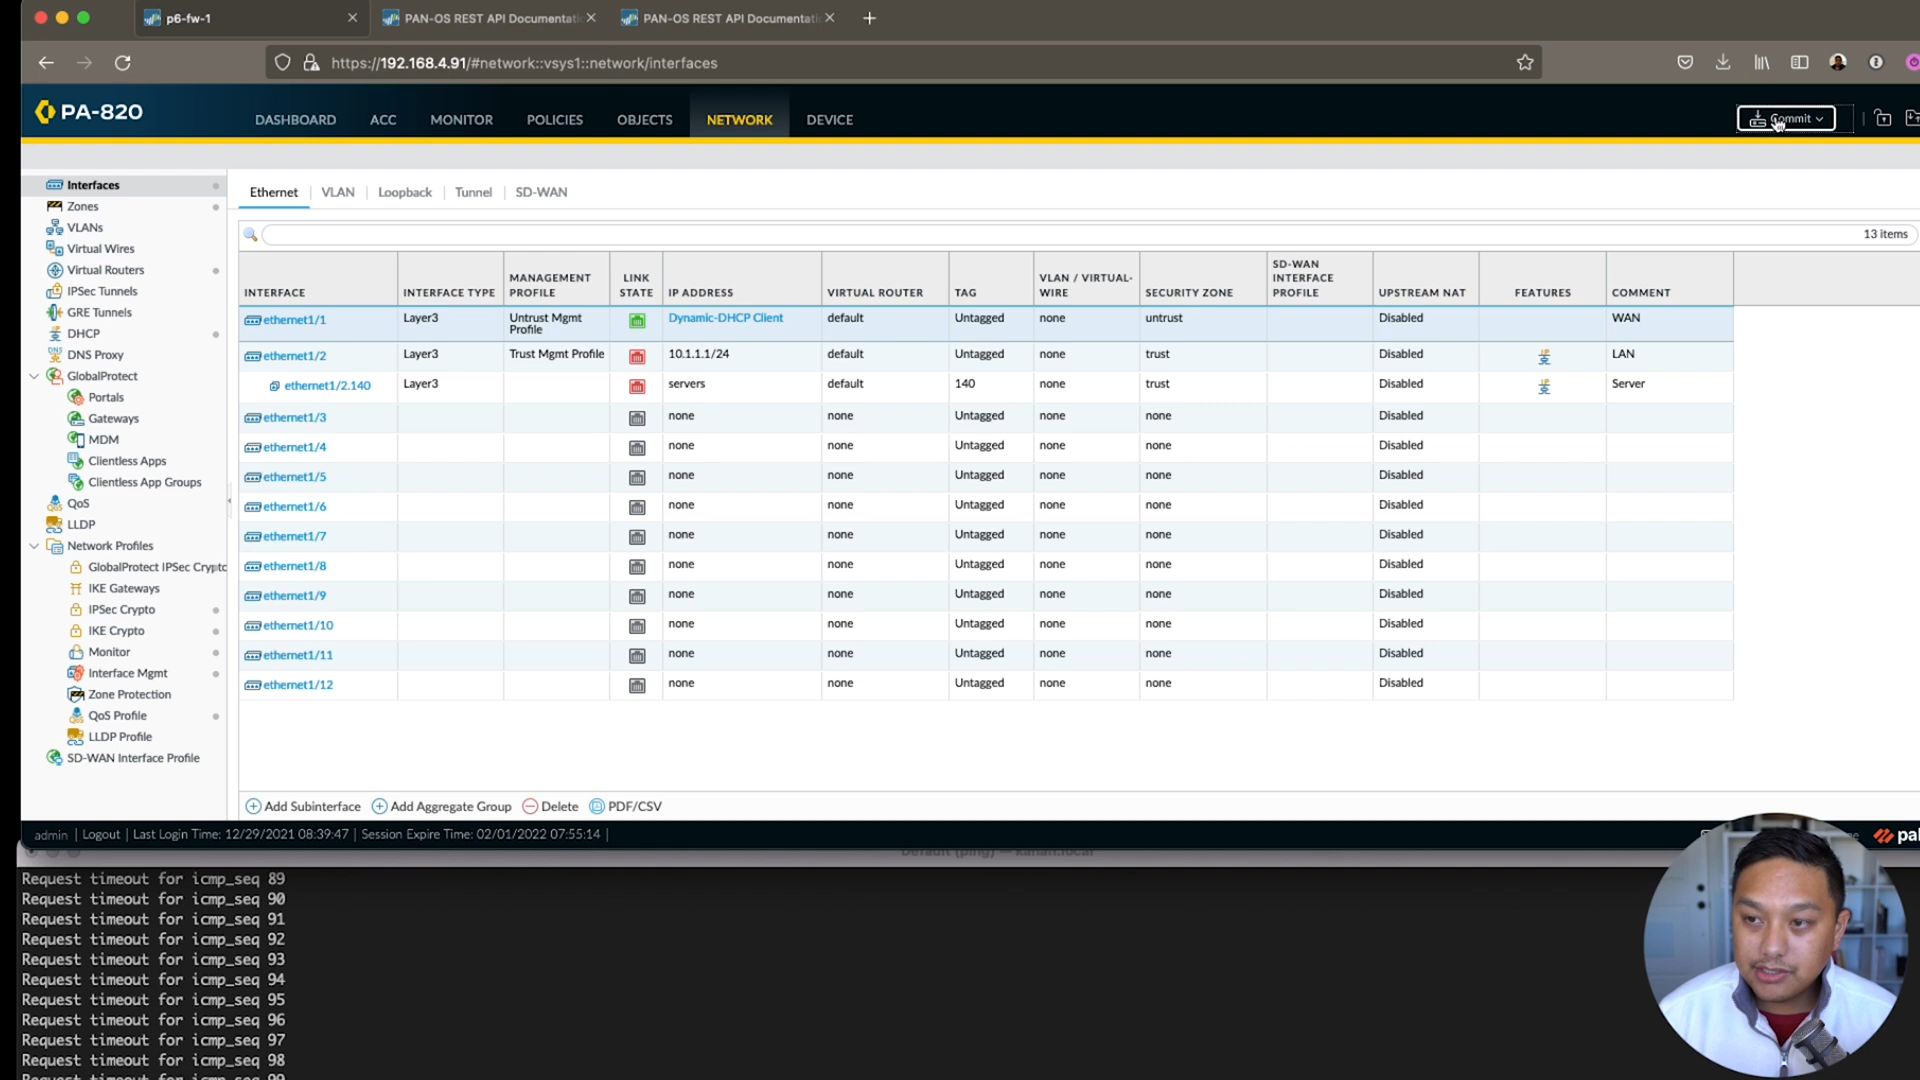 p6-fw-1
PAN-OS REST API Documentati
PAN-OS REST API Documentati
https://192.168.4.91/#network::vsys1::network/interfaces
PA-820
DASHBOARD ACC MONITOR POLICIES OBJECTS NETWORK DEVICE
Commit
Interfaces
Zones
VLANs
Virtual Wires
Virtual Routers
IPSec Tunnels
GRE Tunnels
DHCP
DNS Proxy
GlobalProtect
Portals
Gateways
MDM
Clientless Apps
Clientless App Groups
QoS
LLDP
Network Profiles
GlobalProtect IPSec Crypto
IKE Gateways
IPSec Crypto
IKE Crypto
Monitor
Interface Mgmt
Zone Protection
QoS Profile
LLDP Profile
SD-WAN Interface Profile
Ethernet VLAN Loopback Tunnel SD-WAN
13 items
INTERFACE INTERFACE TYPE MANAGEMENT PROFILE LINK STATE IP ADDRESS VIRTUAL ROUTER TAG VLAN / VIRTUAL-WIRE SECURITY ZONE SD-WAN INTERFACE PROFILE UPSTREAM NAT FEATURES COMMENT
ethernet1/1 Layer3 Untrust Mgmt Profile Dynamic-DHCP Client default Untagged none untrust Disabled WAN
ethernet1/2 Layer3 Trust Mgmt Profile 10.1.1.1/24 default Untagged none trust Disabled LAN
ethernet1/2.140 Layer3 servers default 140 none trust Disabled Server
ethernet1/3 none none Untagged none none Disabled
ethernet1/4 none none Untagged none none Disabled
ethernet1/5 none none Untagged none none Disabled
ethernet1/6 none none Untagged none none Disabled
ethernet1/7 none none Untagged none none Disabled
ethernet1/8 none none Untagged none none Disabled
ethernet1/9 none none Untagged none none Disabled
ethernet1/10 none none Untagged none none Disabled
ethernet1/11 none none Untagged none none Disabled
ethernet1/12 none none Untagged none none Disabled
Add Subinterface Add Aggregate Group Delete PDF/CSV
admin | Logout | Last Login Time: 12/29/2021 08:39:47 | Session Expire Time: 02/01/2022 07:55:14 |
pal
Request timeout for icmp_seq 89
Request timeout for icmp_seq 90
Request timeout for icmp_seq 91
Request timeout for icmp_seq 92
Request timeout for icmp_seq 93
Request timeout for icmp_seq 94
Request timeout for icmp_seq 95
Request timeout for icmp_seq 96
Request timeout for icmp_seq 97
Request timeout for icmp_seq 98
Request timeout for icmp_seq 99